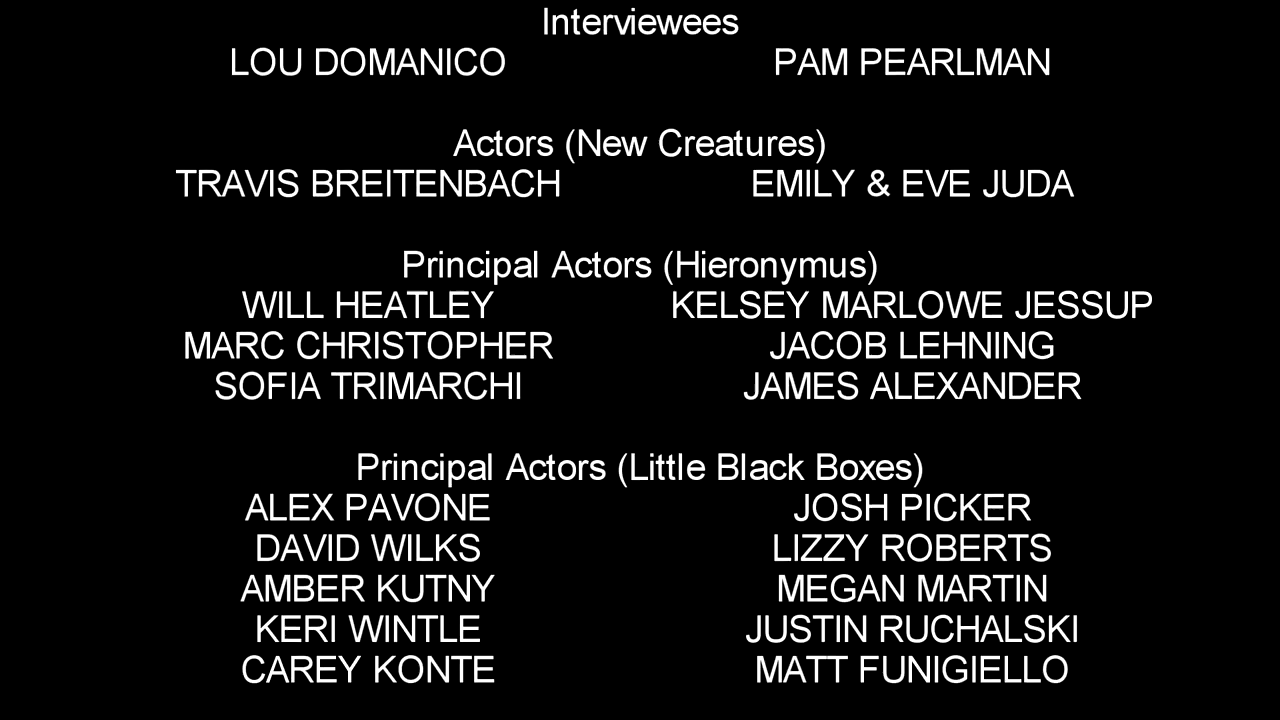 Interviewees
LOU DOMANICO PAM PEARLMAN
Actors (New Creatures)
TRAVIS BREITENBACH EMILY & EVE JUDA
Principal Actors (Hieronymus)
WILL HEATLEY KELSEY MARLOWE JESSUP
MARC CHRISTOPHER JACOB LEHNING
SOFIA TRIMARCHI JAMES ALEXANDER
Principal Actors (Little Black Boxes)
ALEX PAVONE JOSH PICKER
DAVID WILKS LIZZY ROBERTS
AMBER KUTNY MEGAN MARTIN
KERI WINTLE JUSTIN RUCHALSKI
CAREY KONTE MATT FUNIGIELLO